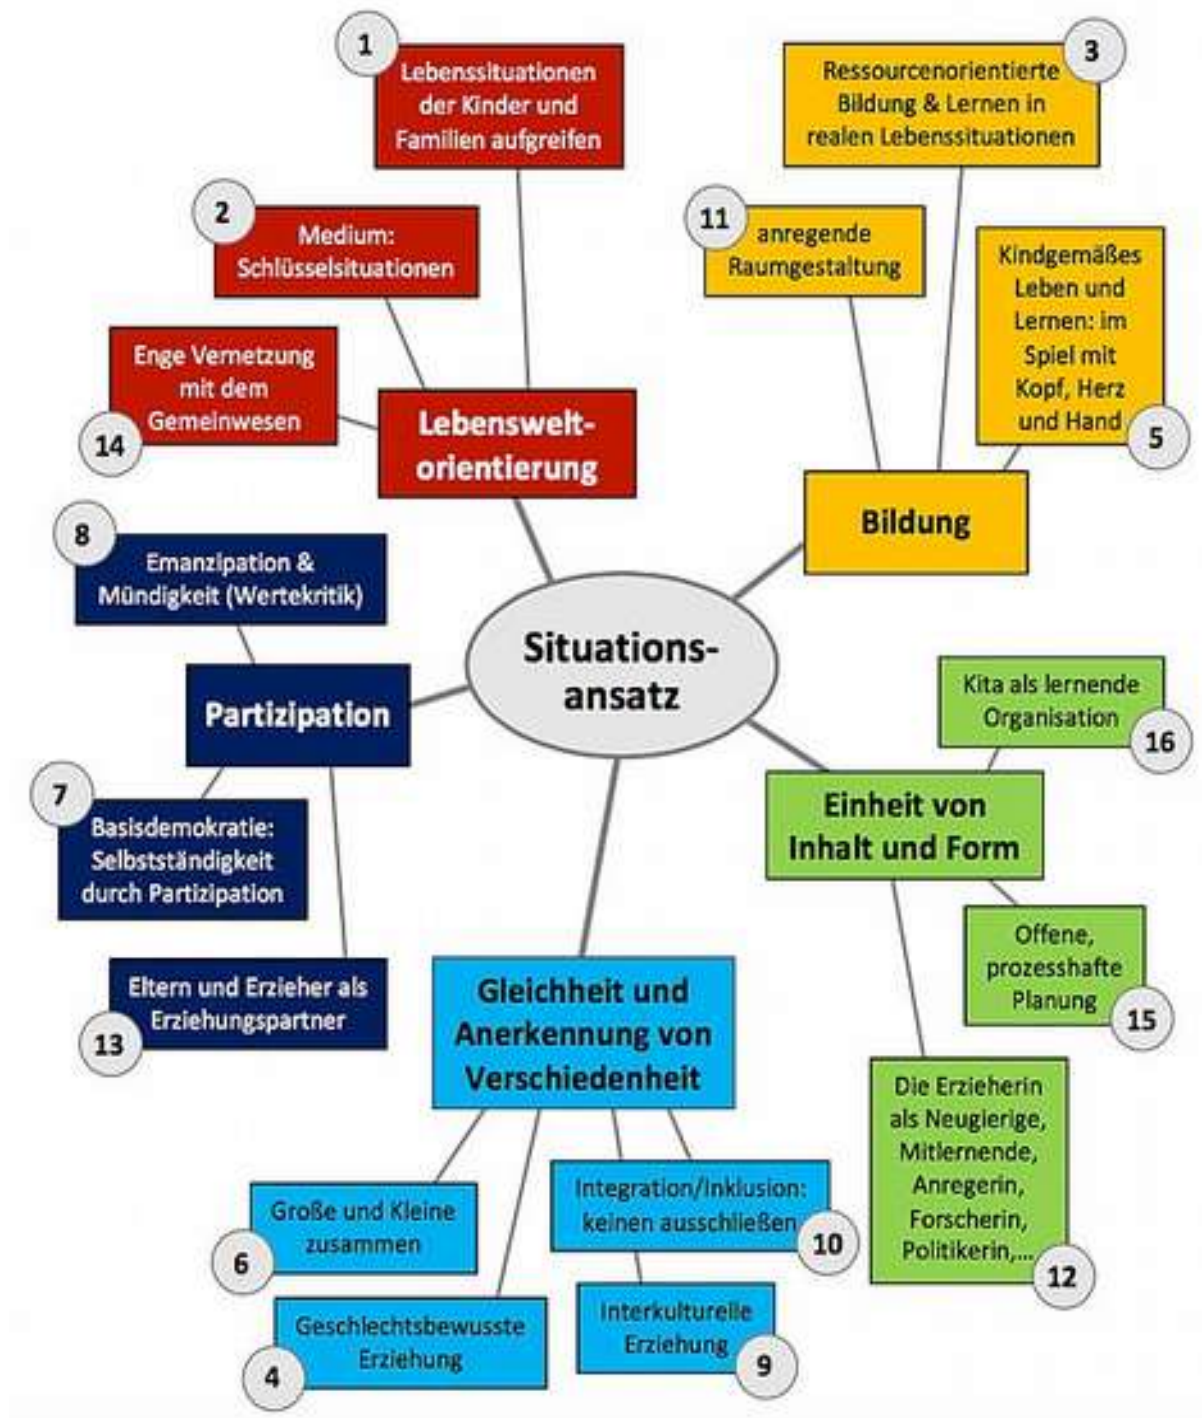 1
Lebenssituationen
der Kinder und
Familien aufgreifen
2
Medium:
Schlüsselsituationen
14
Enge Vernetzung
mit dem
Gemeinwesen
Lebenswelt-
orientierung
3
Ressourcenorientierte
Bildung & Lernen in
realen Lebenssituationen
11
anregende
Raumgestaltung
Kindgemäßes
Leben und
Lernen: im
Spiel mit
Kopf, Herz
und Hand
5
Bildung
8
Emanzipation &
Mündigkeit (Wertekritik)
Partizipation
7
Basisdemokratie:
Selbstständigkeit
durch Partizipation
Eltern und Erzieher als
Erziehungspartner
13
Situations-
ansatz
Kita als lernende
Organisation
16
Einheit von
Inhalt und Form
Offene,
prozesshafte
Planung
15
Die Erzieherin
als Neugierige,
Mitlernende,
Anregerin,
Forscherin,
Politikerin,...
12
Gleichheit und
Anerkennung von
Verschiedenheit
Große und Kleine
zusammen
6
Geschlechtsbewusste
Erziehung
4
Integration/Inklusion:
keinen ausschließen
10
Interkulturelle
Erziehung
9